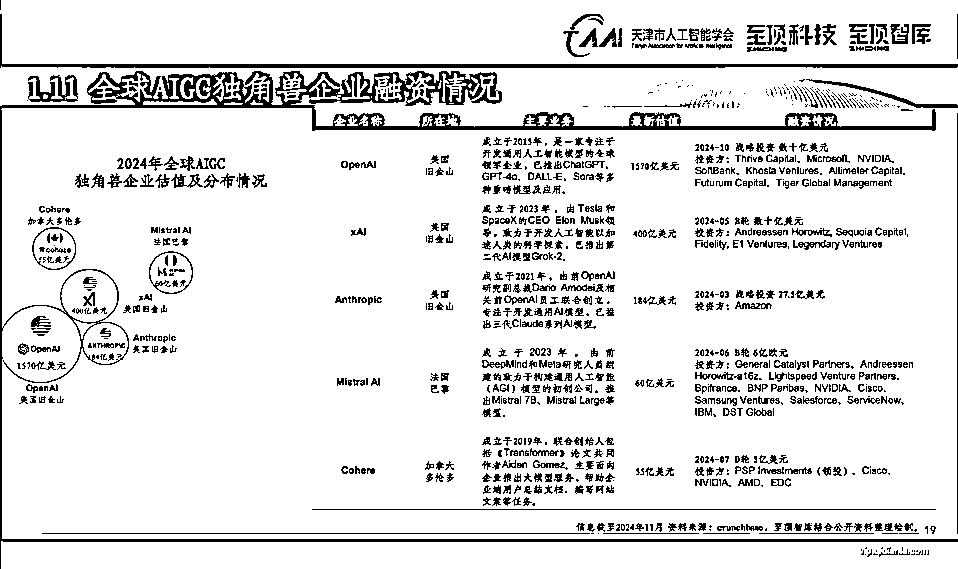 TAAI 天津市人工智能学会 至顶科技 至顶智库
Tianjin Association for Artificial Intelligence ZHIDING ZHIDING
1.11 全球AIGC独角兽企业融资情况
2024年全球AIGC
独角兽企业估值及分布情况
Cohere
加拿大多伦多
cohere
55亿美元
Mistral AI
法国巴黎
60亿美元
xAI
400亿美元
xAI
美国旧金山
OpenAI
1570亿美元
OpenAI
美国旧金山
ANTHROPIC
184亿美元
Anthropic
美国旧金山
企业名称 所在地 主要业务 最新估值 融资情况
OpenAI
美国
旧金山
成立于2015年，是一家专注于
开发通用人工智能模型的全球
领军企业，已推出ChatGPT、
GPT-4o、DALL-E、Sora等多
种重磅模型及应用。
1570亿美元
2024-10 战略投资 数十亿美元
投资方：Thrive Capital、Microsoft、NVIDIA、
SoftBank、Khosla Ventures、Altimeter Capital、
Futurum Capital、Tiger Global Management
xAI
美国
旧金山
成立于2023年，由Tesla和
SpaceX的CEO Elon Musk领
导，致力于开发人工智能以加
速人类的科学探索，已推出第
二代AI模型Grok-2。
400亿美元
2024-05 B轮 数十亿美元
投资方：Andreessen Horowitz、Sequoia Capital、
Fidelity、E1 Ventures、Legendary Ventures
Anthropic
美国
旧金山
成立于2021年，由前OpenAI
研究副总裁Dario Amodei及相
关前OpenAI员工联合创立，
专注于开发通用AI模型，已推
出三代Claude系列AI模型。
184亿美元
2024-03 战略投资 27.5亿美元
投资方：Amazon
Mistral AI
法国
巴黎
成立于2023年，由前
DeepMind和Meta研究人员组
建的致力于构建通用人工智能
（AGI）模型的初创公司，推
出Mistral 7B、Mistral Large等
模型。
60亿美元
2024-06 B轮 6亿欧元
投资方：General Catalyst Partners、Andreessen
Horowitz-a16z、Lightspeed Venture Partners、
Bpifrance、BNP Paribas、NVIDIA、Cisco、
Samsung Ventures、Salesforce、ServiceNow、
IBM、DST Global
Cohere
加拿大
多伦多
成立于2019年，联合创始人包
括《Transformer》论文共同
作者Aidan Gomez，主要面向
企业推出大模型服务，帮助企
业端用户总结文档、编写网站
文案等任务。
55亿美元
2024-07 D轮 5亿美元
投资方：PSP Investments（领投）、Cisco、
NVIDIA、AMD、EDC
信息截至2024年11月 资料来源：crunchbase，至顶智库结合公开资料整理绘制。 19